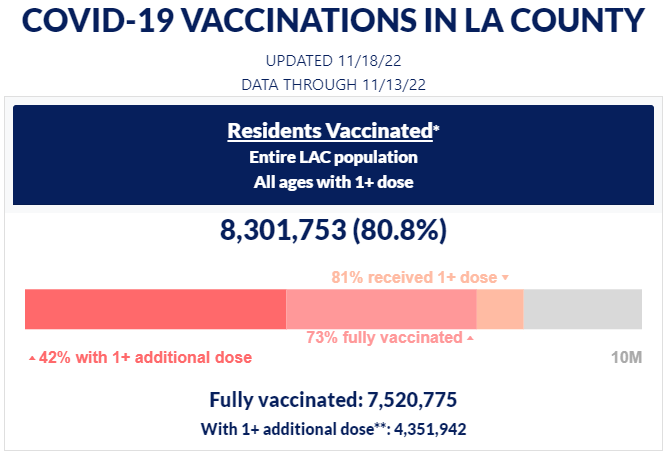 COVID-19 VACCINATIONS IN LA COUNTY
UPDATED 11/18/22
DATA THROUGH 11/13/22
Residents Vaccinated*
Entire LAC population
All ages with 1+ dose
8,301,753 (80.8%)
81% received 1+ dose ▾
73% fully vaccinated ▴
▴ 42% with 1+ additional dose
10M
Fully vaccinated: 7,520,775
With 1+ additional dose**: 4,351,942